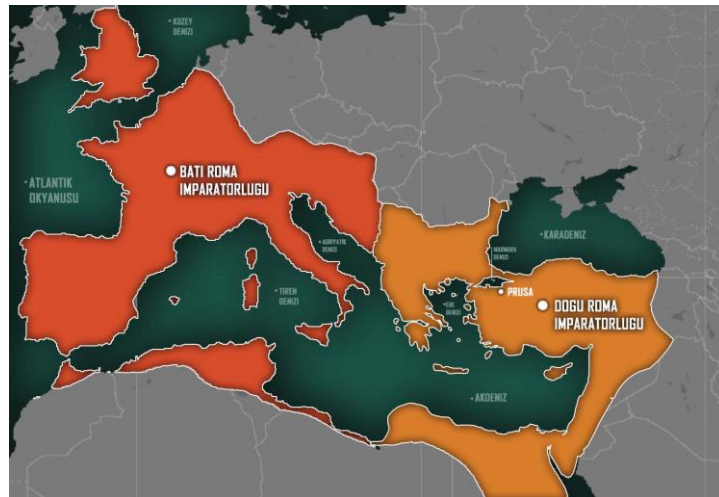 KUZEY
DENIZI
BATI ROMA
IMPARATORLUGU
ATLANTIK
OKYANUSU
ADRIYATIK
DENIZI
KARADENIZ
MARMARA
DENIZI
TIREN
DENIZI
PRUSA
EGE
DENIZI
DOGU ROMA
IMPARATORLUGU
AKDENIZ